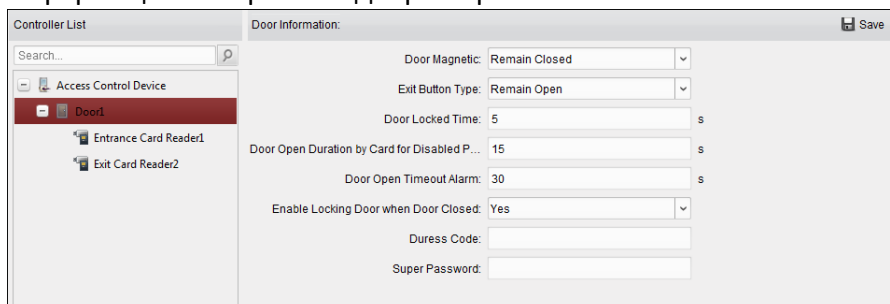 Controller List
Door Information:
Save
Search...
Access Control Device
Door1
Entrance Card Reader1
Exit Card Reader2
Door Magnetic: Remain Closed
Exit Button Type: Remain Open
Door Locked Time: 5 s
Door Open Duration by Card for Disabled P... 15 s
Door Open Timeout Alarm: 30 s
Enable Locking Door when Door Closed: Yes
Duress Code:
Super Password: